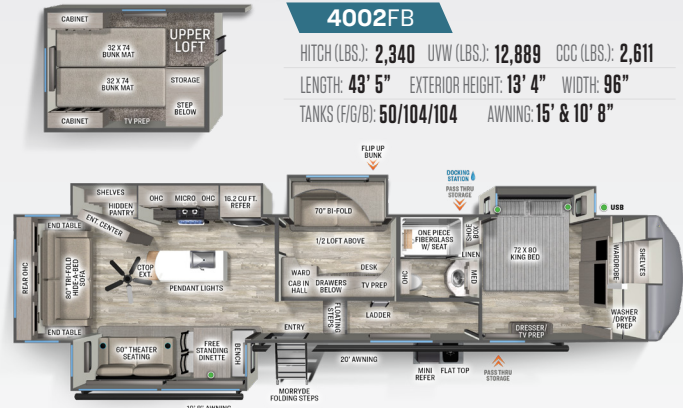 4002FB
HITCH (LBS.): 2,340 UVW (LBS.): 12,889 CCC (LBS.): 2,611
LENGTH: 43' 5" EXTERIOR HEIGHT: 13' 4" WIDTH: 96"
TANKS (F/G/B): 50/104/104 AWNING: 15' & 10' 8"
CABINET
UPPER
LOFT
32 X 74
BUNK MAT
32 X 74
BUNK MAT
STORAGE
STEP
BELOW
CABINET
TV PREP
FLIP UP
BUNK
DOCKING
STATION
PASS THRU
STORAGE
USB
SHELVES
HIDDEN
PANTRY
OHC
MICRO
OHC
16.2 CU FT.
REFER
70" BI-FOLD
ENT. CENTER
END TABLE
REAR OHC
80" TRI-FOLD
HIDE-A-BED
SOFA
END TABLE
CTOP
EXT.
PENDANT LIGHTS
1/2 LOFT ABOVE
WARD
CAB IN
HALL
DRAWERS
BELOW
DESK
TV PREP
ONE PIECE
FIBERGLASS
W/ SEAT
SHOE
BOX
LINEN
OHC
MED
72 X 80
KING BED
WARDROBE
SHELVES
WASHER
/DRYER
PREP
DRESSER/
TV PREP
FLOATING
STEPS
LADDER
ENTRY
60" THEATER
SEATING
FREE
STANDING
DINETTE
BENCH
20' AWNING
MINI
REFER
FLAT TOP
PASS THRU
STORAGE
MORRYDE
FOLDING STEPS
10' 8" AWNING